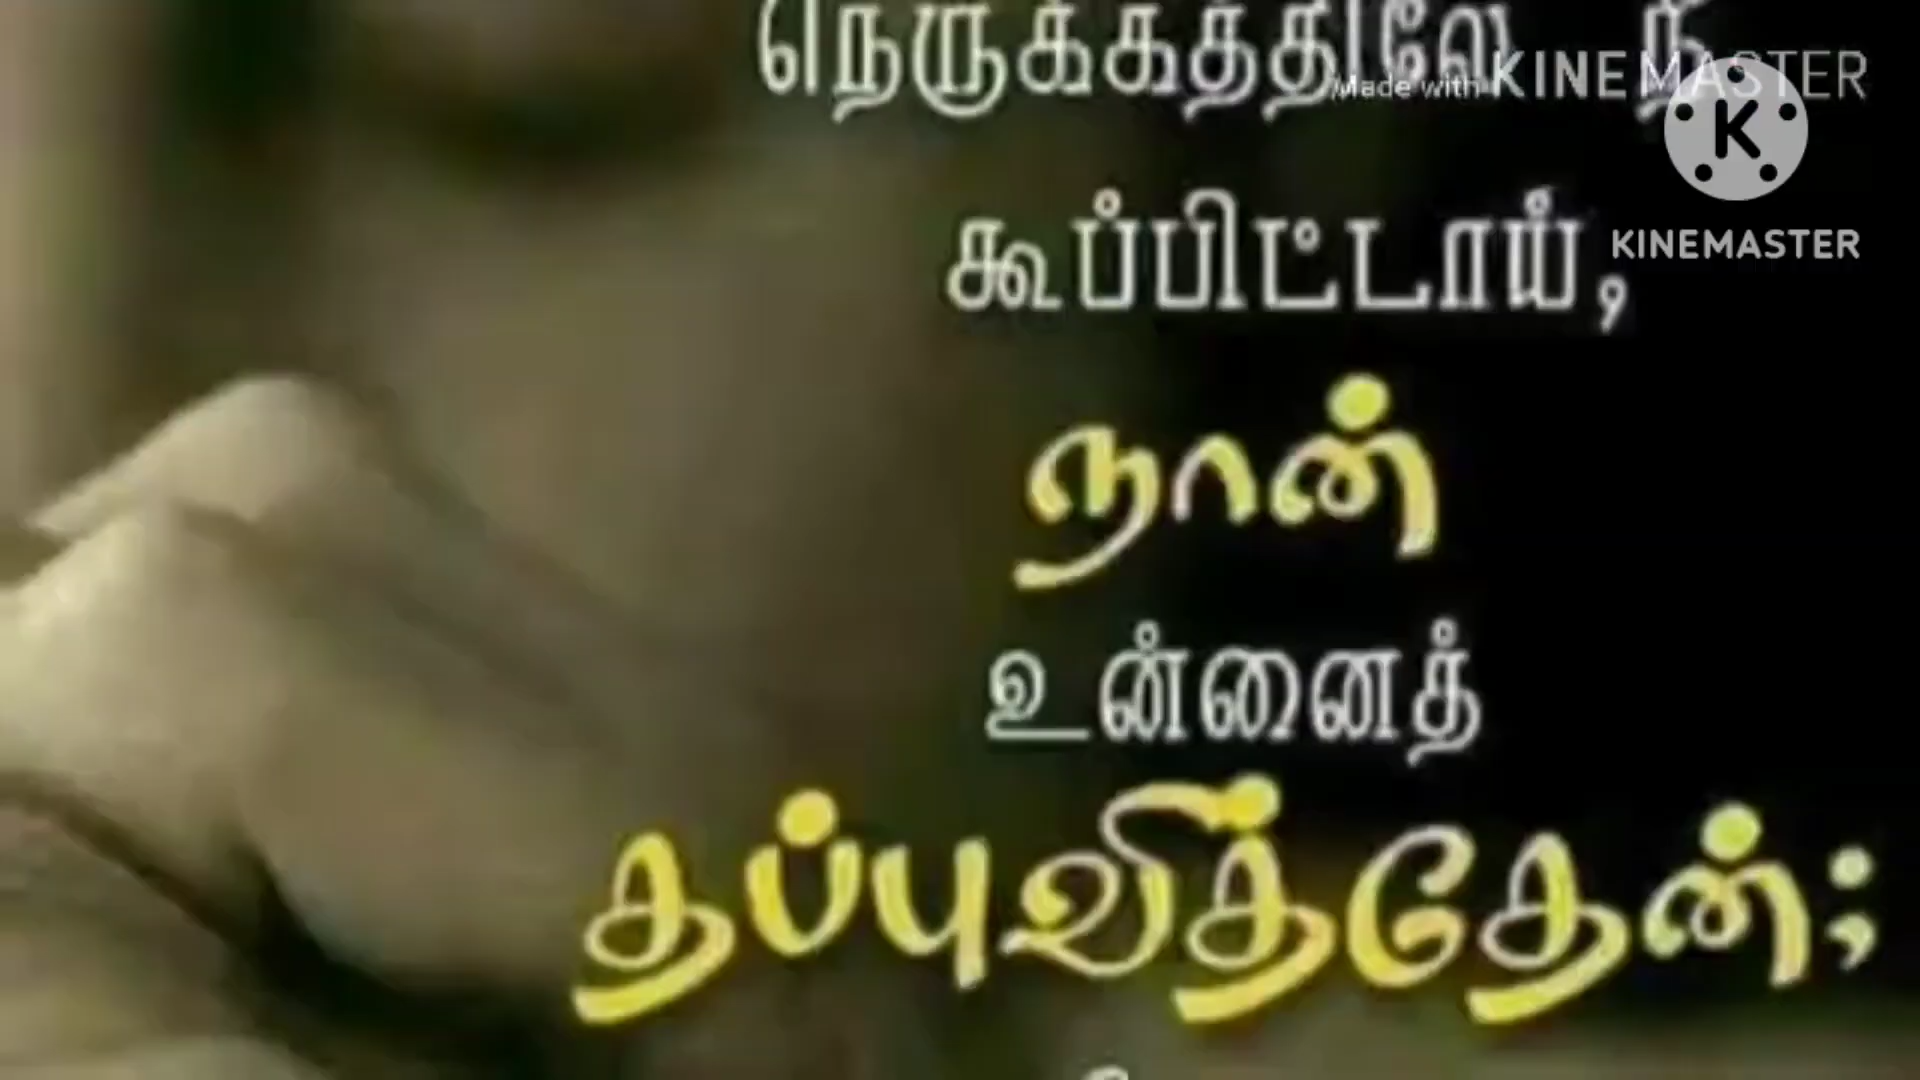 நெருக்கத்திலே நீ
Made with KINEMASTER
KINEMASTER
கூப்பிட்டாய்,
நான்
உன்னைத்
தப்புவித்தேன்;